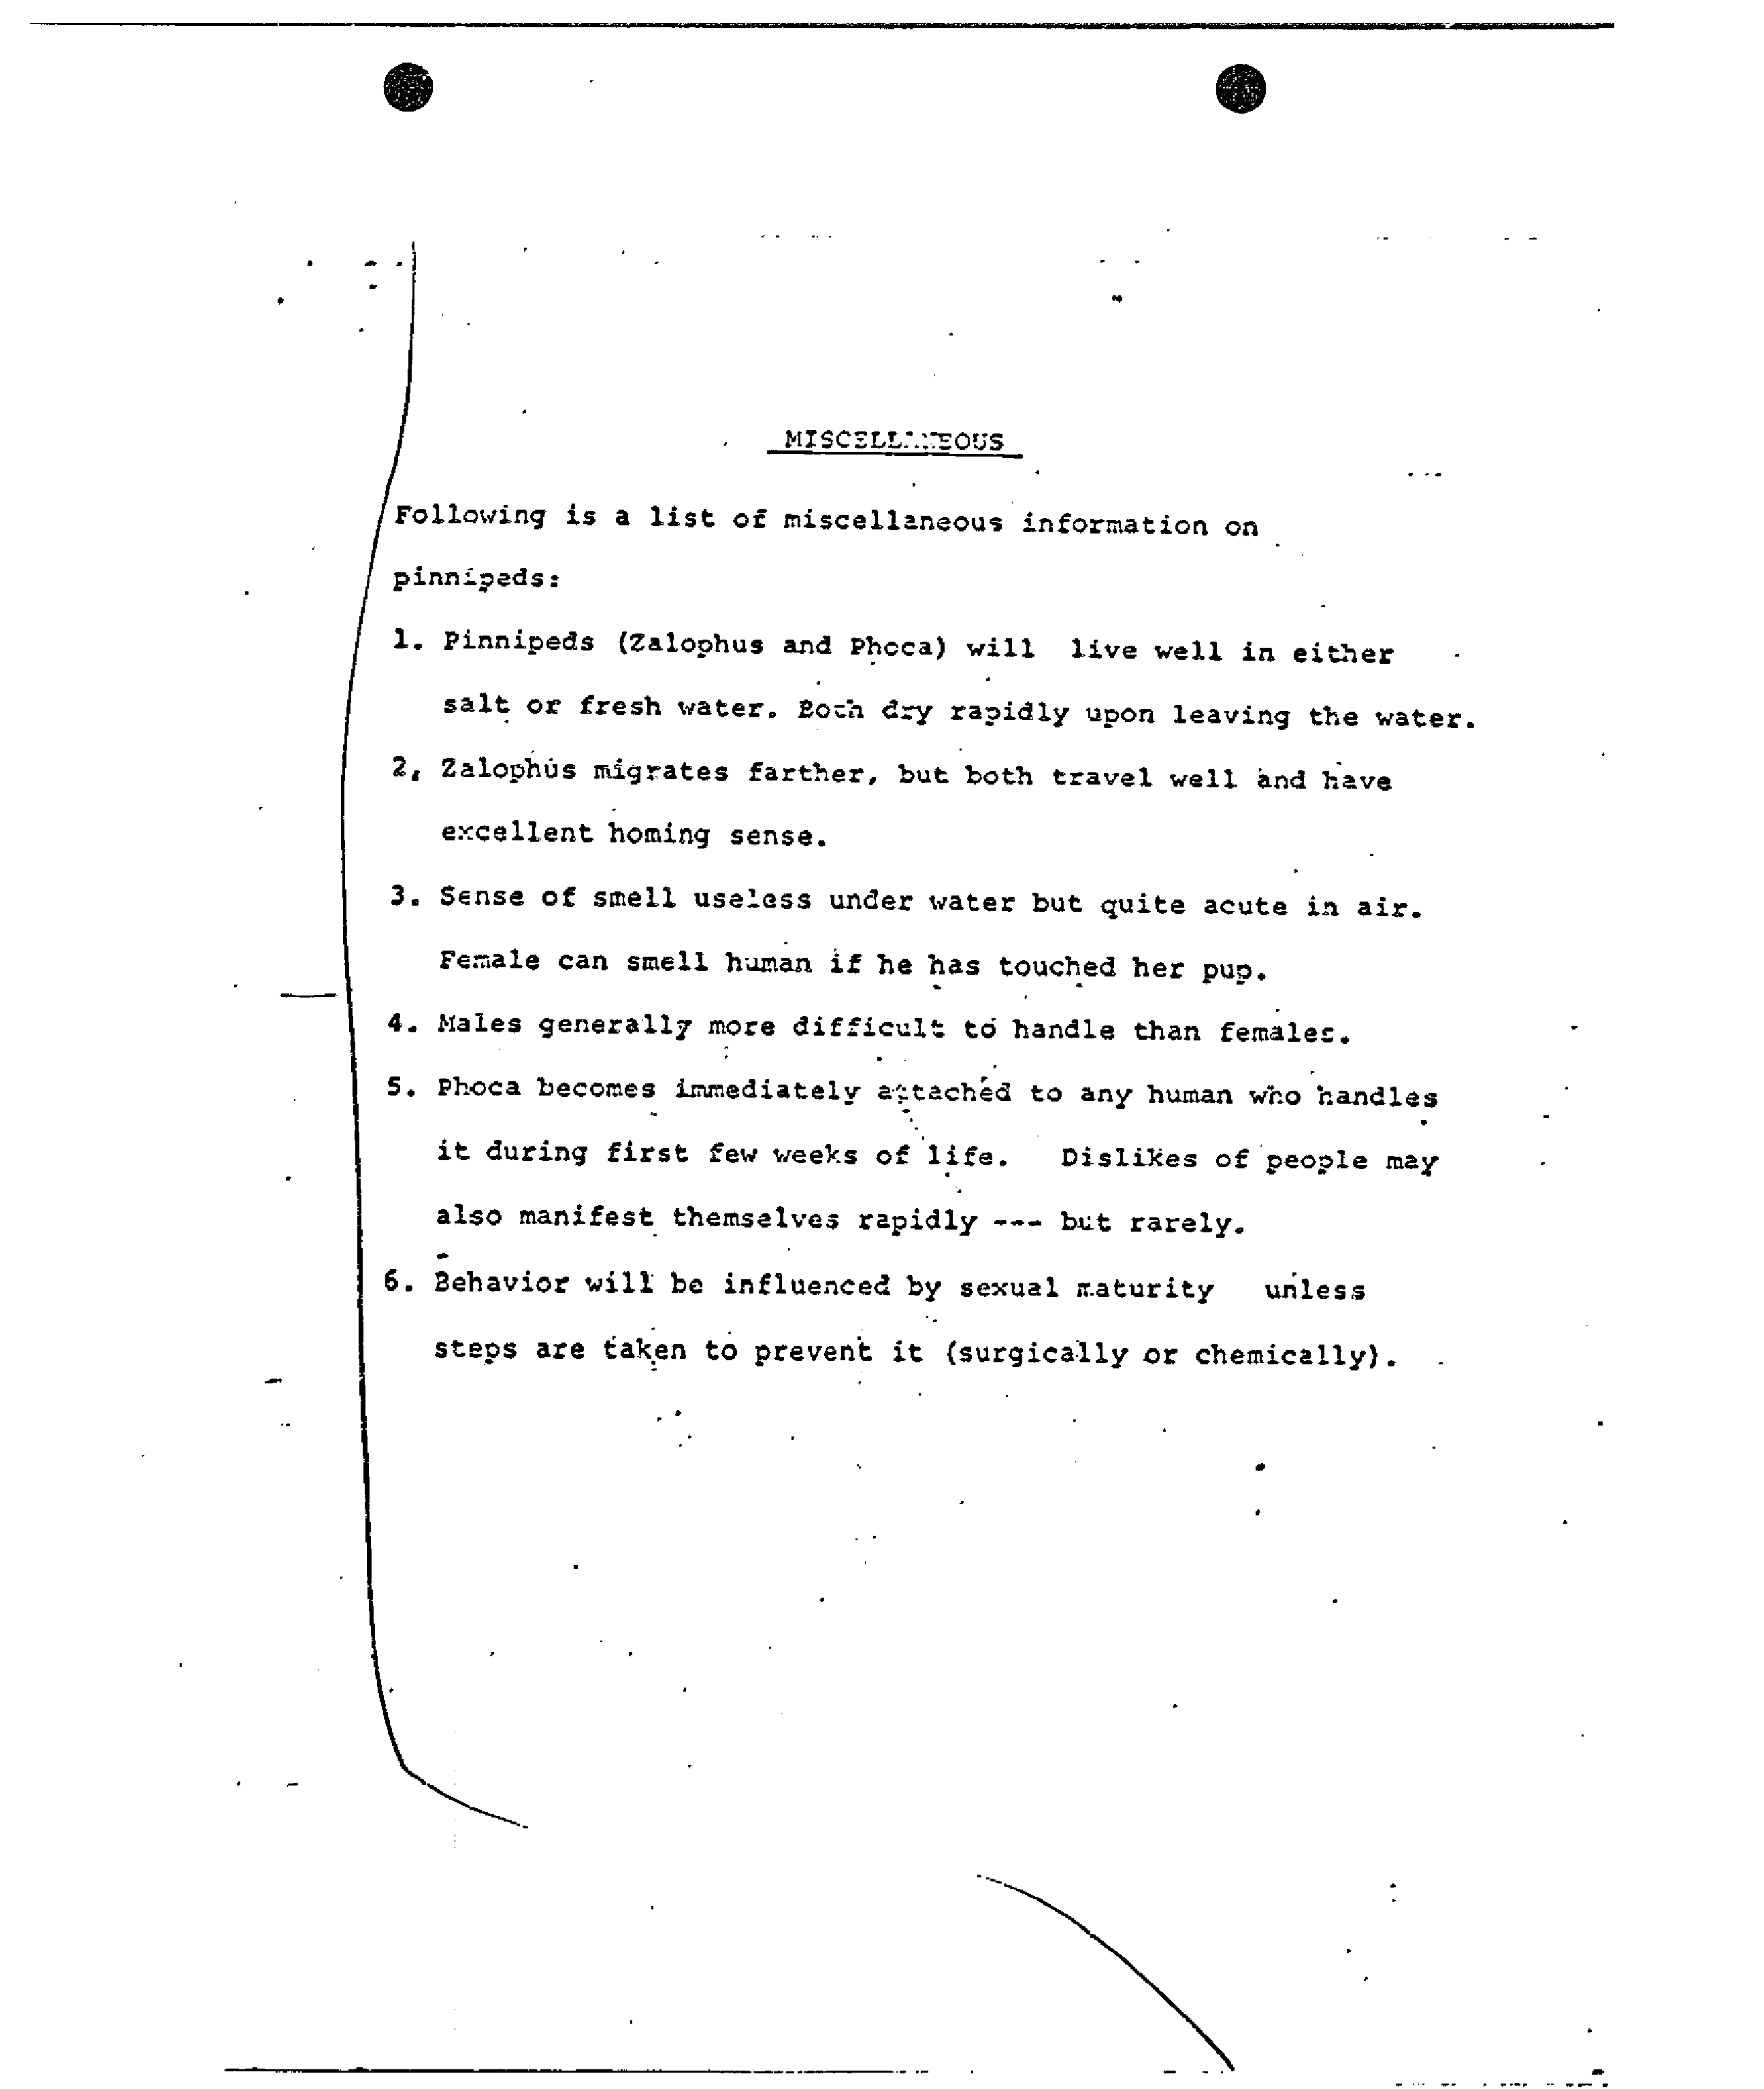 MISCELLANEOUS
Following is a list of miscellaneous information on
pinnipeds:
1. Pinnipeds (Zalophus and Phoca) will live well in either
salt or fresh water. Both dry rapidly upon leaving the water.
2, Zalophus migrates farther, but both travel well and have
excellent homing sense.
3. Sense of smell useless under water but quite acute in air.
Female can smell human if he has touched her pup.
4. Males generally more difficult to handle than females.
5. Phoca becomes immediately attached to any human who handles
it during first few weeks of life. Dislikes of people may
also manifest themselves rapidly --- but rarely.
6. Behavior will be influenced by sexual maturity unless
steps are taken to prevent it (surgically or chemically).